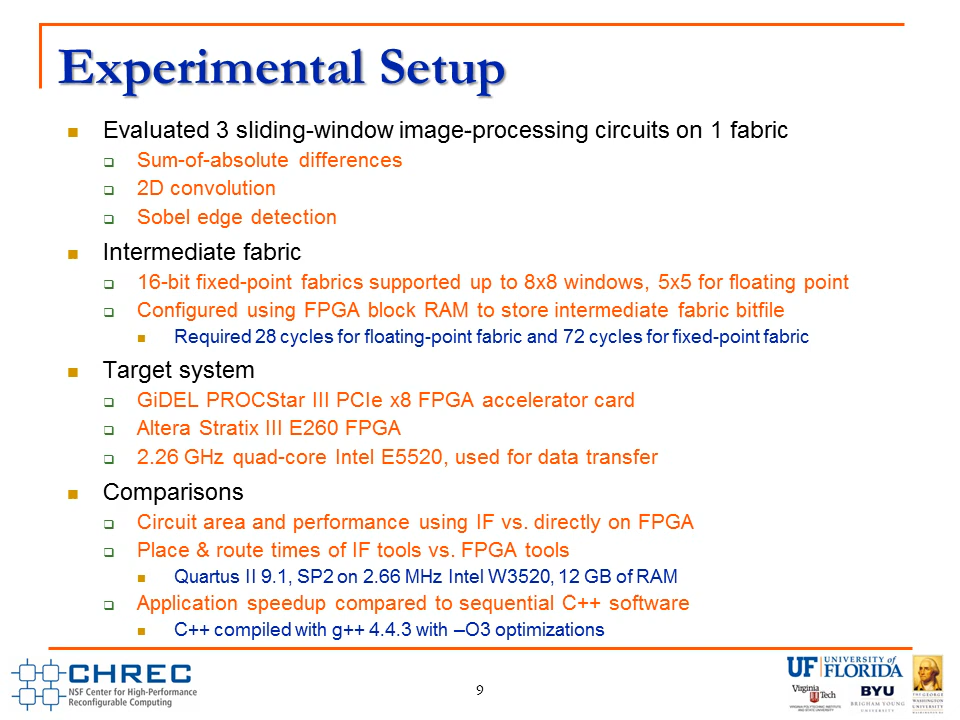 Experimental Setup
Evaluated 3 sliding-window image-processing circuits on 1 fabric
Sum-of-absolute differences
2D convolution
Sobel edge detection
Intermediate fabric
16-bit fixed-point fabrics supported up to 8x8 windows, 5x5 for floating point
Configured using FPGA block RAM to store intermediate fabric bitfile
Required 28 cycles for floating-point fabric and 72 cycles for fixed-point fabric
Target system
GiDEL PROCStar III PCIe x8 FPGA accelerator card
Altera Stratix III E260 FPGA
2.26 GHz quad-core Intel E5520, used for data transfer
Comparisons
Circuit area and performance using IF vs. directly on FPGA
Place & route times of IF tools vs. FPGA tools
Quartus II 9.1, SP2 on 2.66 MHz Intel W3520, 12 GB of RAM
Application speedup compared to sequential C++ software
C++ compiled with g++ 4.4.3 with –O3 optimizations
CHREC
NSF Center for High-Performance
Reconfigurable Computing
9
UF UNIVERSITY of
FLORIDA
Virginia
Tech
BYU
BRIGHAM YOUNG
UNIVERSITY